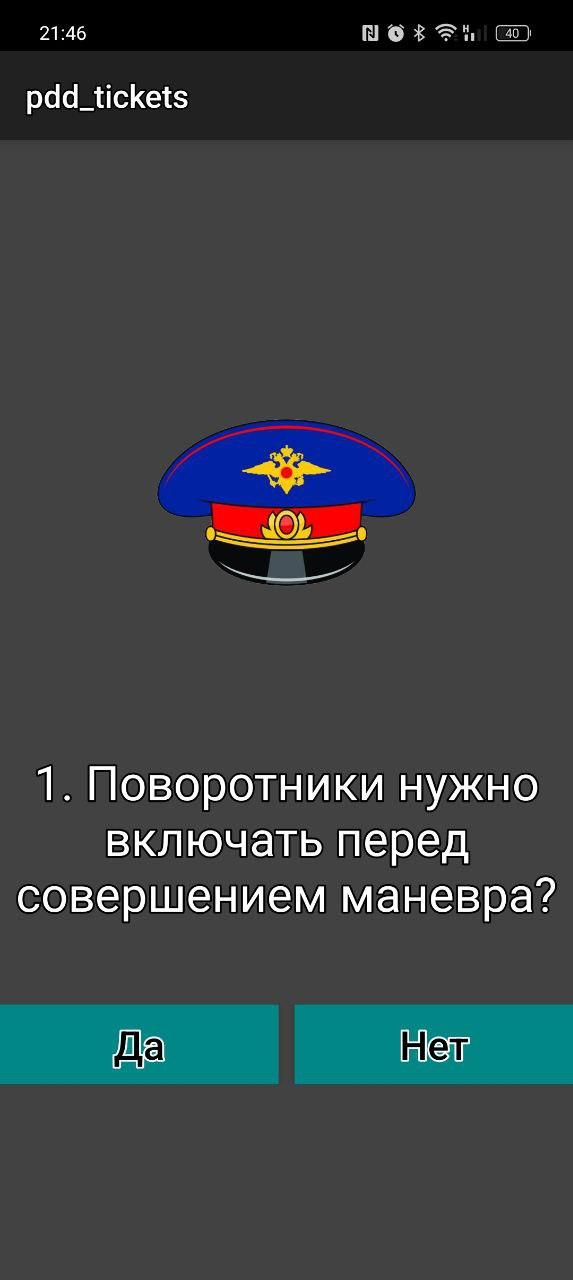 21:46
40
pdd_tickets
1. Поворотники нужно
включать перед
совершением маневра?
Да
Нет